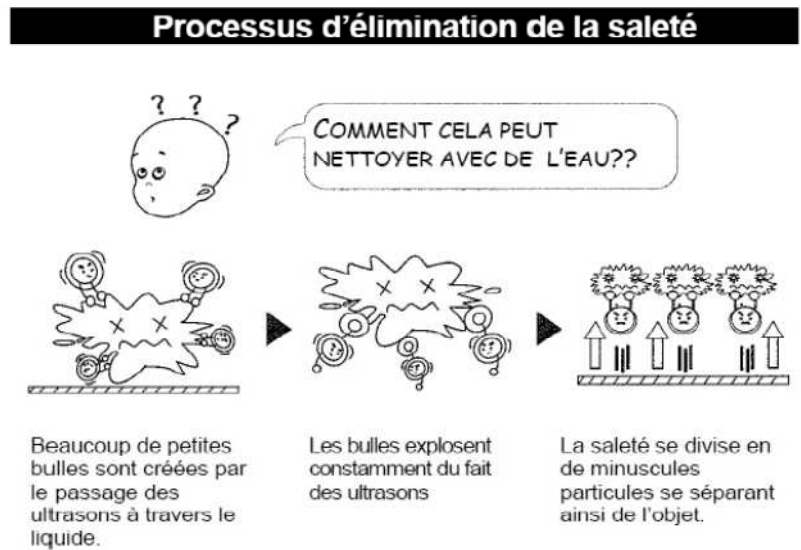 Processus d'élimination de la saleté
? ? ?
COMMENT CELA PEUT
NETTOYER AVEC DE L'EAU??
Beaucoup de petites
bulles sont créées par
le passage des
ultrasons à travers le
liquide.
Les bulles explosent
constamment du fait
des ultrasons
La saleté se divise en
de minuscules
particules se séparant
ainsi de l'objet.